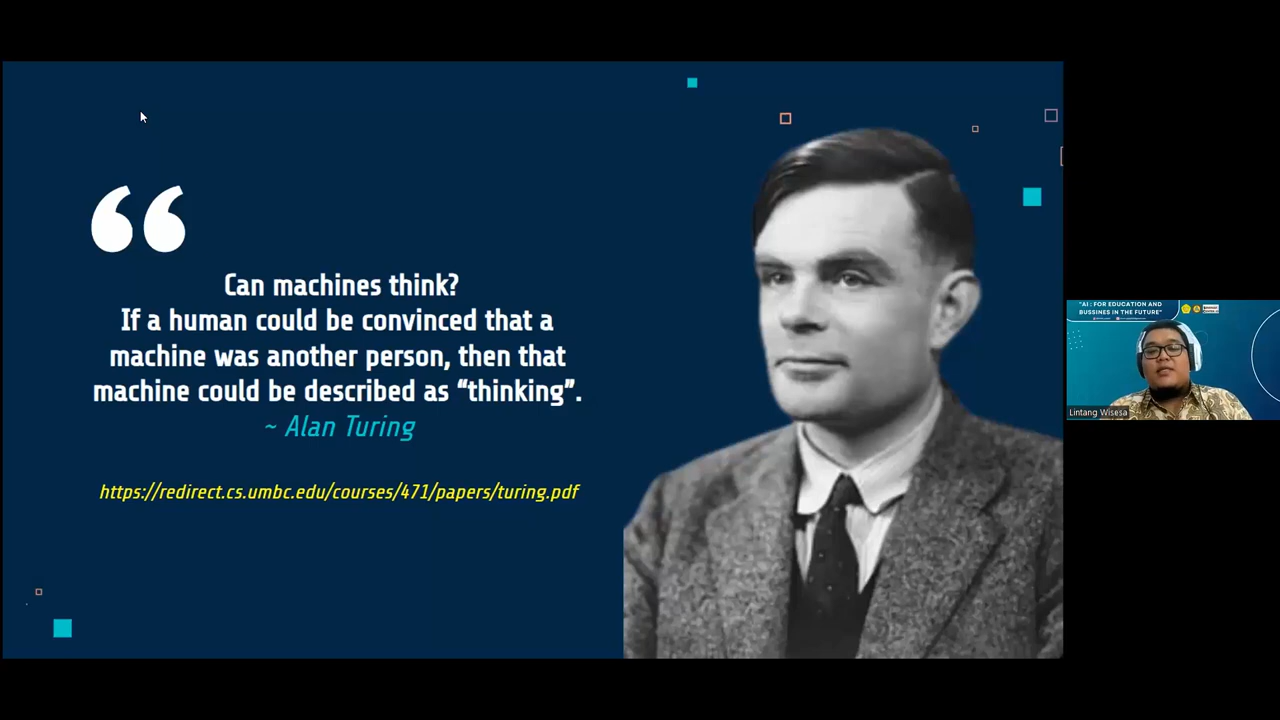 Can machines think?
If a human could be convinced that a
machine was another person, then that
machine could be described as “thinking”.
~ Alan Turing
https://redirect.cs.umbc.edu/courses/471/papers/turing.pdf
"AI : FOR EDUCATION AND
BUSSINES IN THE FUTURE"
Lintang Wisesa